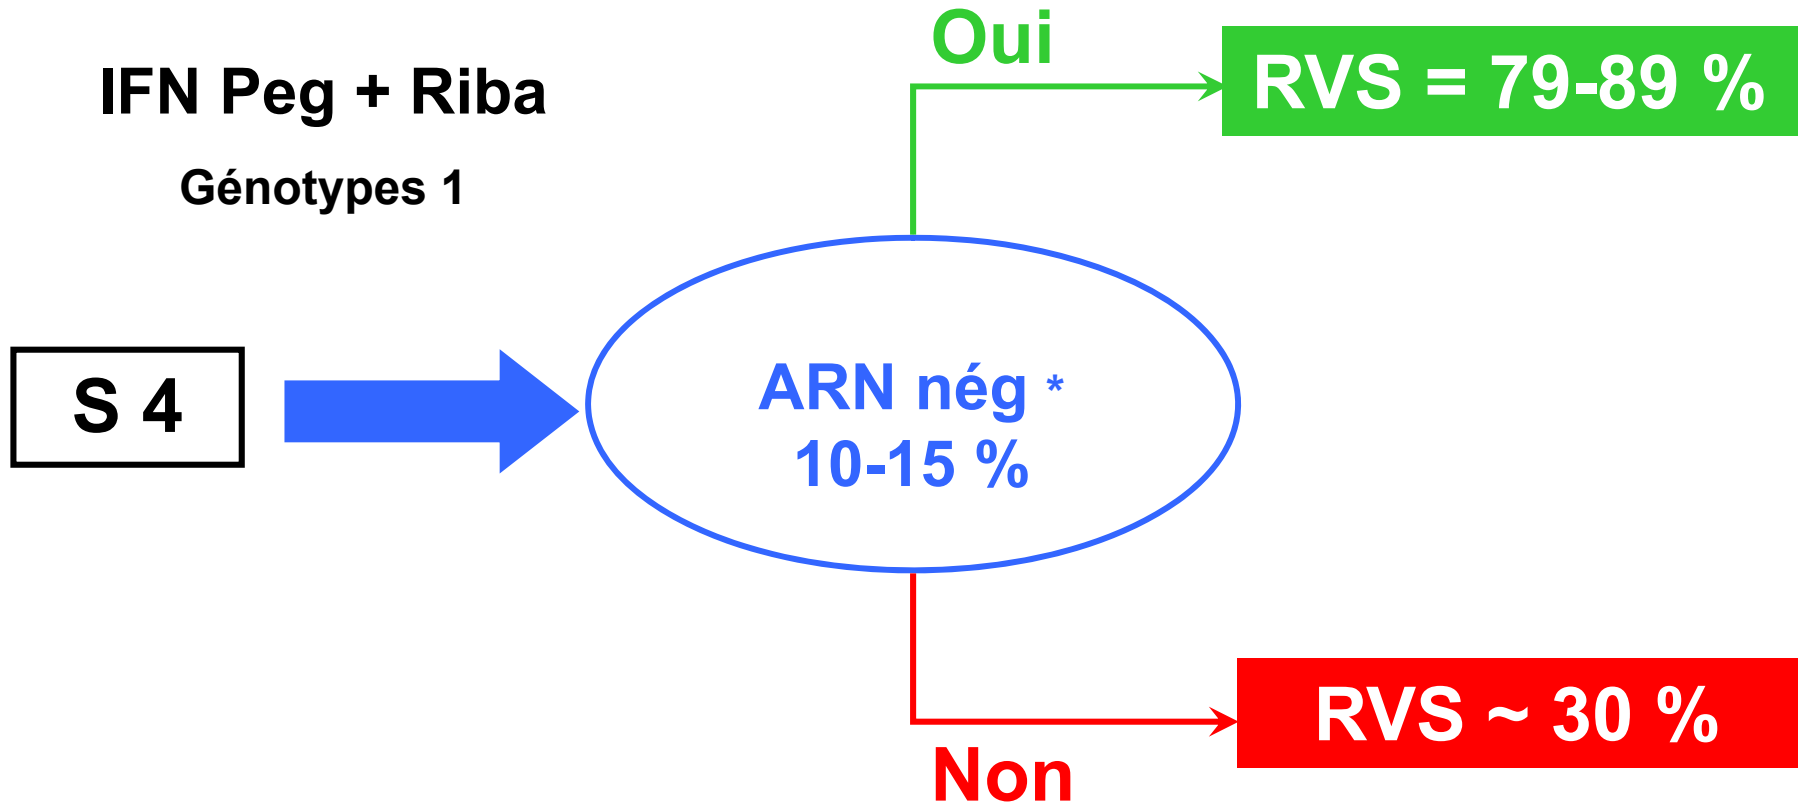 IFN Peg + Riba
Génotypes 1
Oui
RVS = 79-89 %
S 4
ARN nég *
10-15 %
Non
RVS ~ 30 %